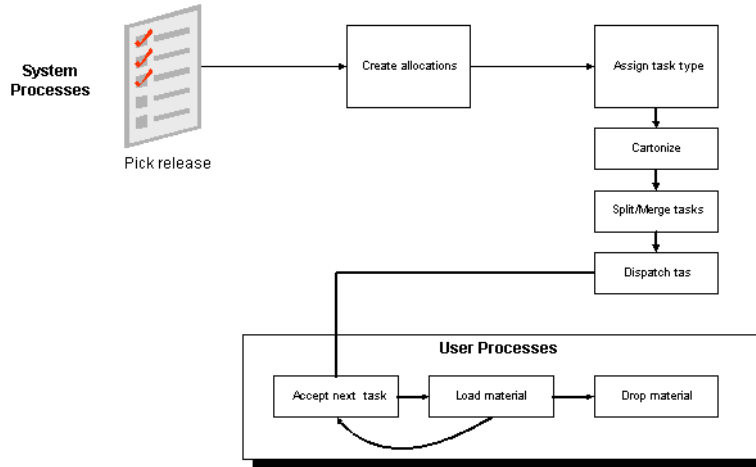 System
Processes
Pick release
Create allocations
Assign task type
Cartonize
Split/Merge tasks
Dispatch tas
User Processes
Accept next task
Load material
Drop material